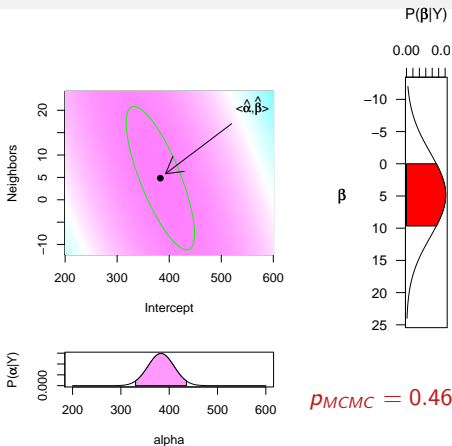 P(β|Y)
0.00 0.0
<α̂,β̂>
Neighbors
−10 0 5 10 20
200 300 400 500 600
Intercept
β
−10
−5
0
5
10
15
20
25
P(α|Y)
0.000
200 300 400 500 600
alpha
pMCMC = 0.46